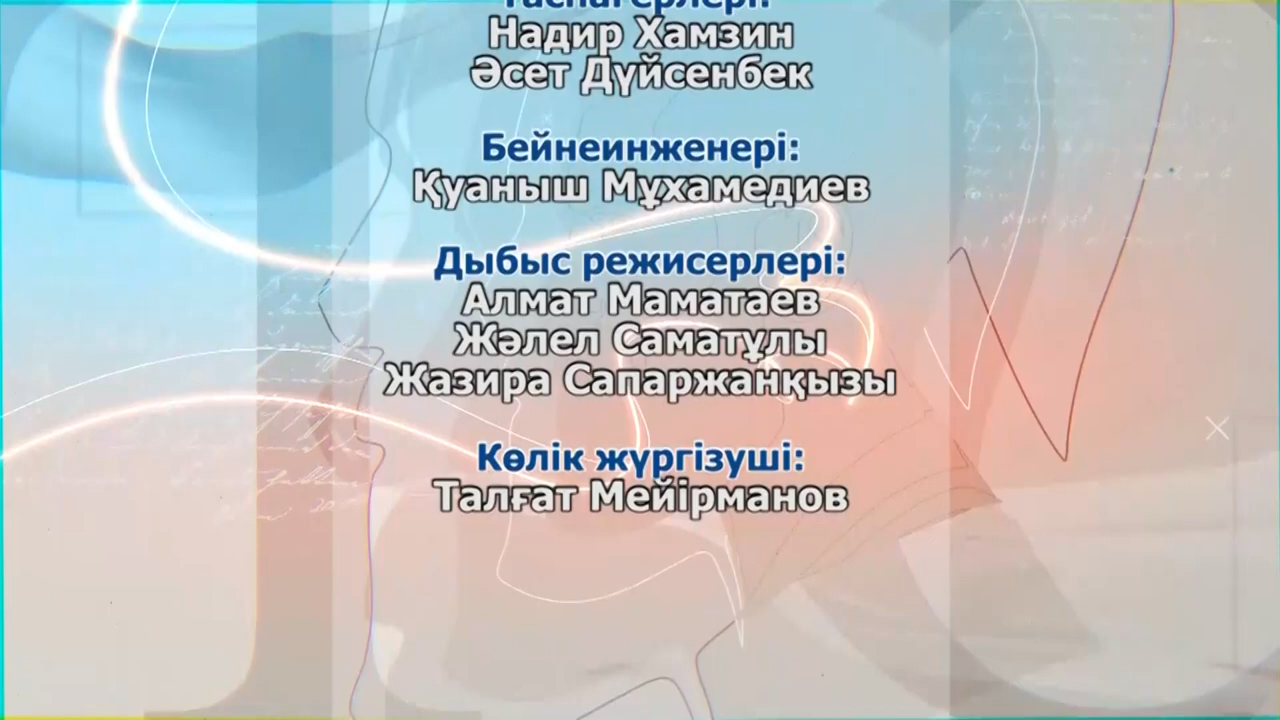 Таспагерлері:
Надир Хамзин
Әсет Дүйсенбек
Бейнеинженері:
Қуаныш Мұхамедиев
Дыбыс режисерлері:
Алмат Маматаев
Жәлел Саматұлы
Жазира Сапаржанқызы
Көлік жүргізуші:
Талғат Мейірманов